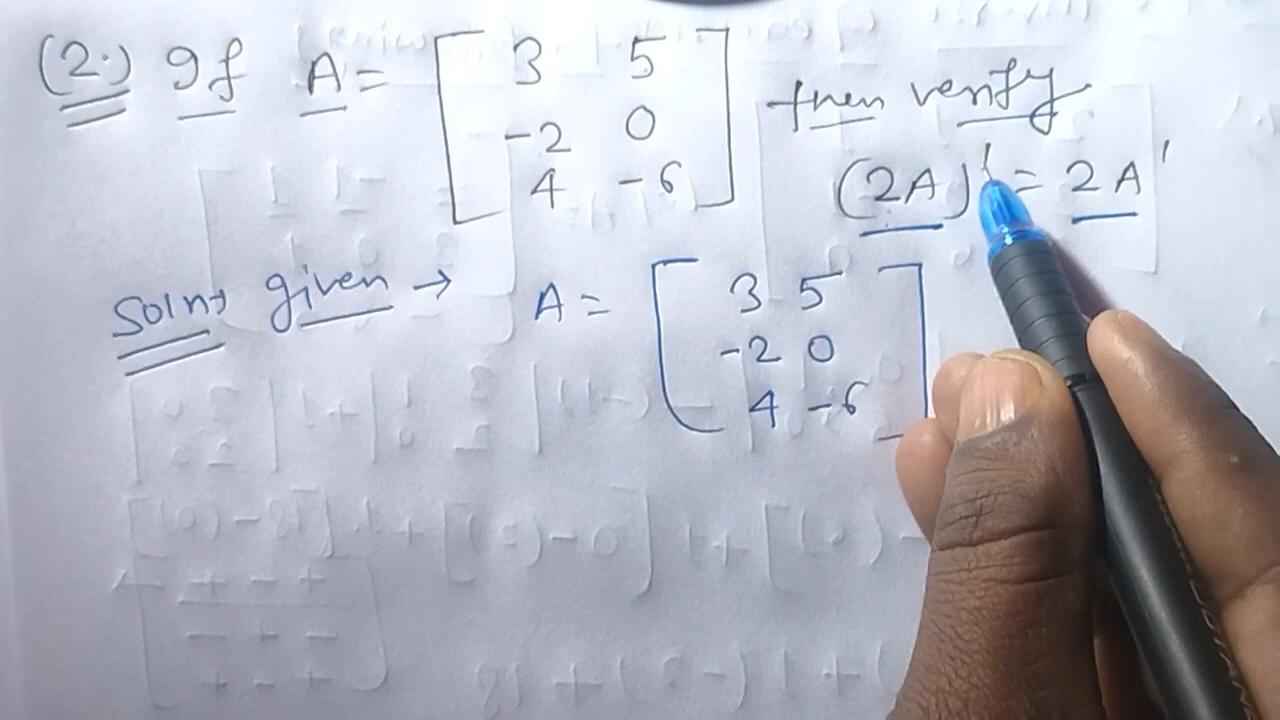 (2.) If A = [ 3 5 then verify
-2 0
4 -6 ] (2A)' = 2A'
Soln, given → A = [ 3 5
-2 0
4 -6 ]